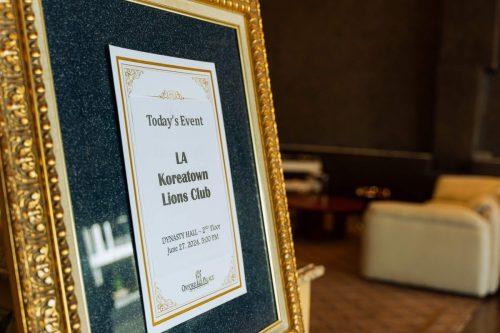 Today's Event
LA
Koreatown
Lions Club
DYNASTY HALL – 2nd Floor
June 27, 2024, 5:00 PM